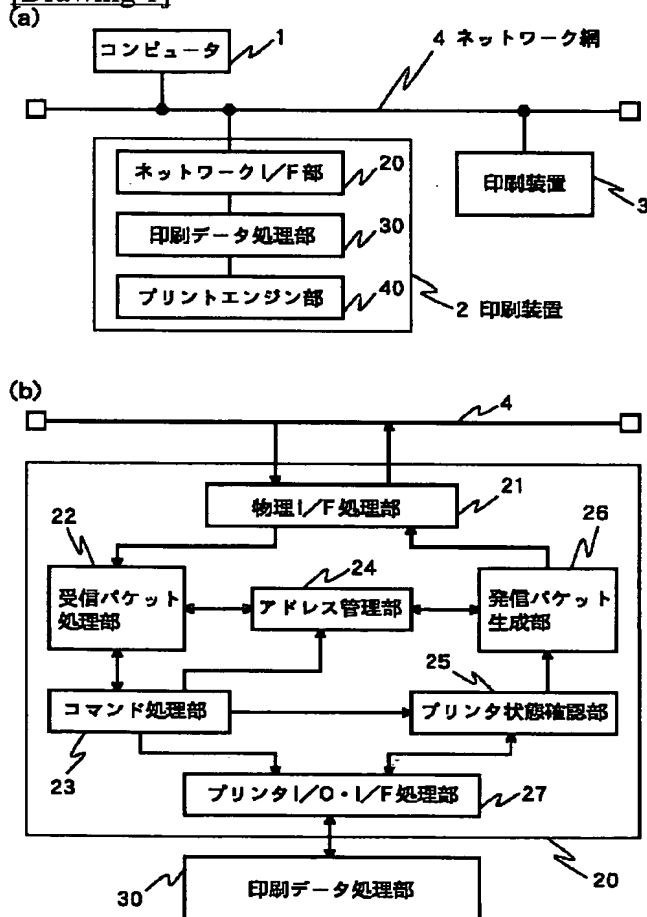 [Drawing 1]
(a)
コンピュータ
1
4 ネットワーク網
ネットワークI/F部
20
印刷装置
3
印刷データ処理部
30
プリントエンジン部
40
2 印刷装置
(b)
4
物理I/F処理部
21
22
26
24
受信パケット
処理部
アドレス管理部
発信パケット
生成部
25
コマンド処理部
プリンタ状態確認部
23
プリンタI/O・I/F処理部
27
20
30
印刷データ処理部